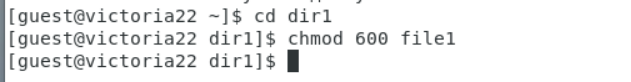 [guest@victoria22 ~]$ cd dir1
[guest@victoria22 dir1]$ chmod 600 file1
[guest@victoria22 dir1]$